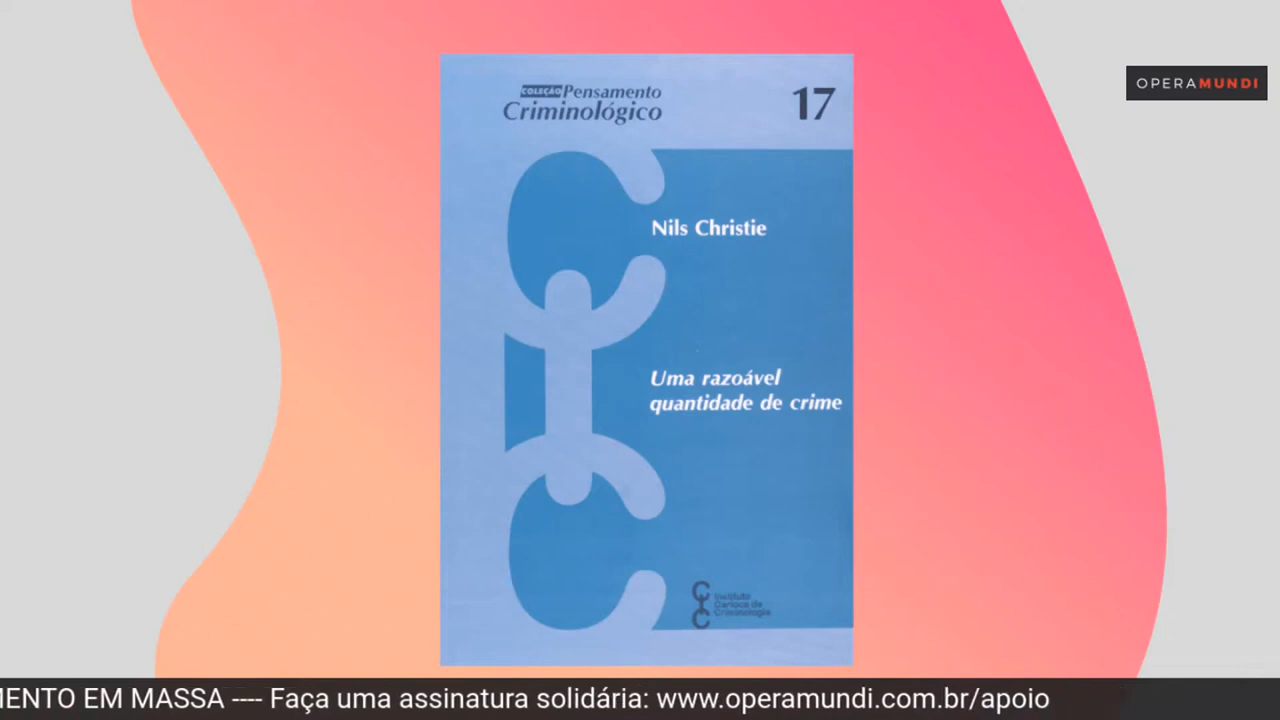 OPERAMUNDI
COLEÇÃO Pensamento
Criminológico
17
Nils Christie
Uma razoável
quantidade de crime
Instituto
Carioca de
Criminologia
MENTO EM MASSA ---- Faça uma assinatura solidária: www.operamundi.com.br/apoio